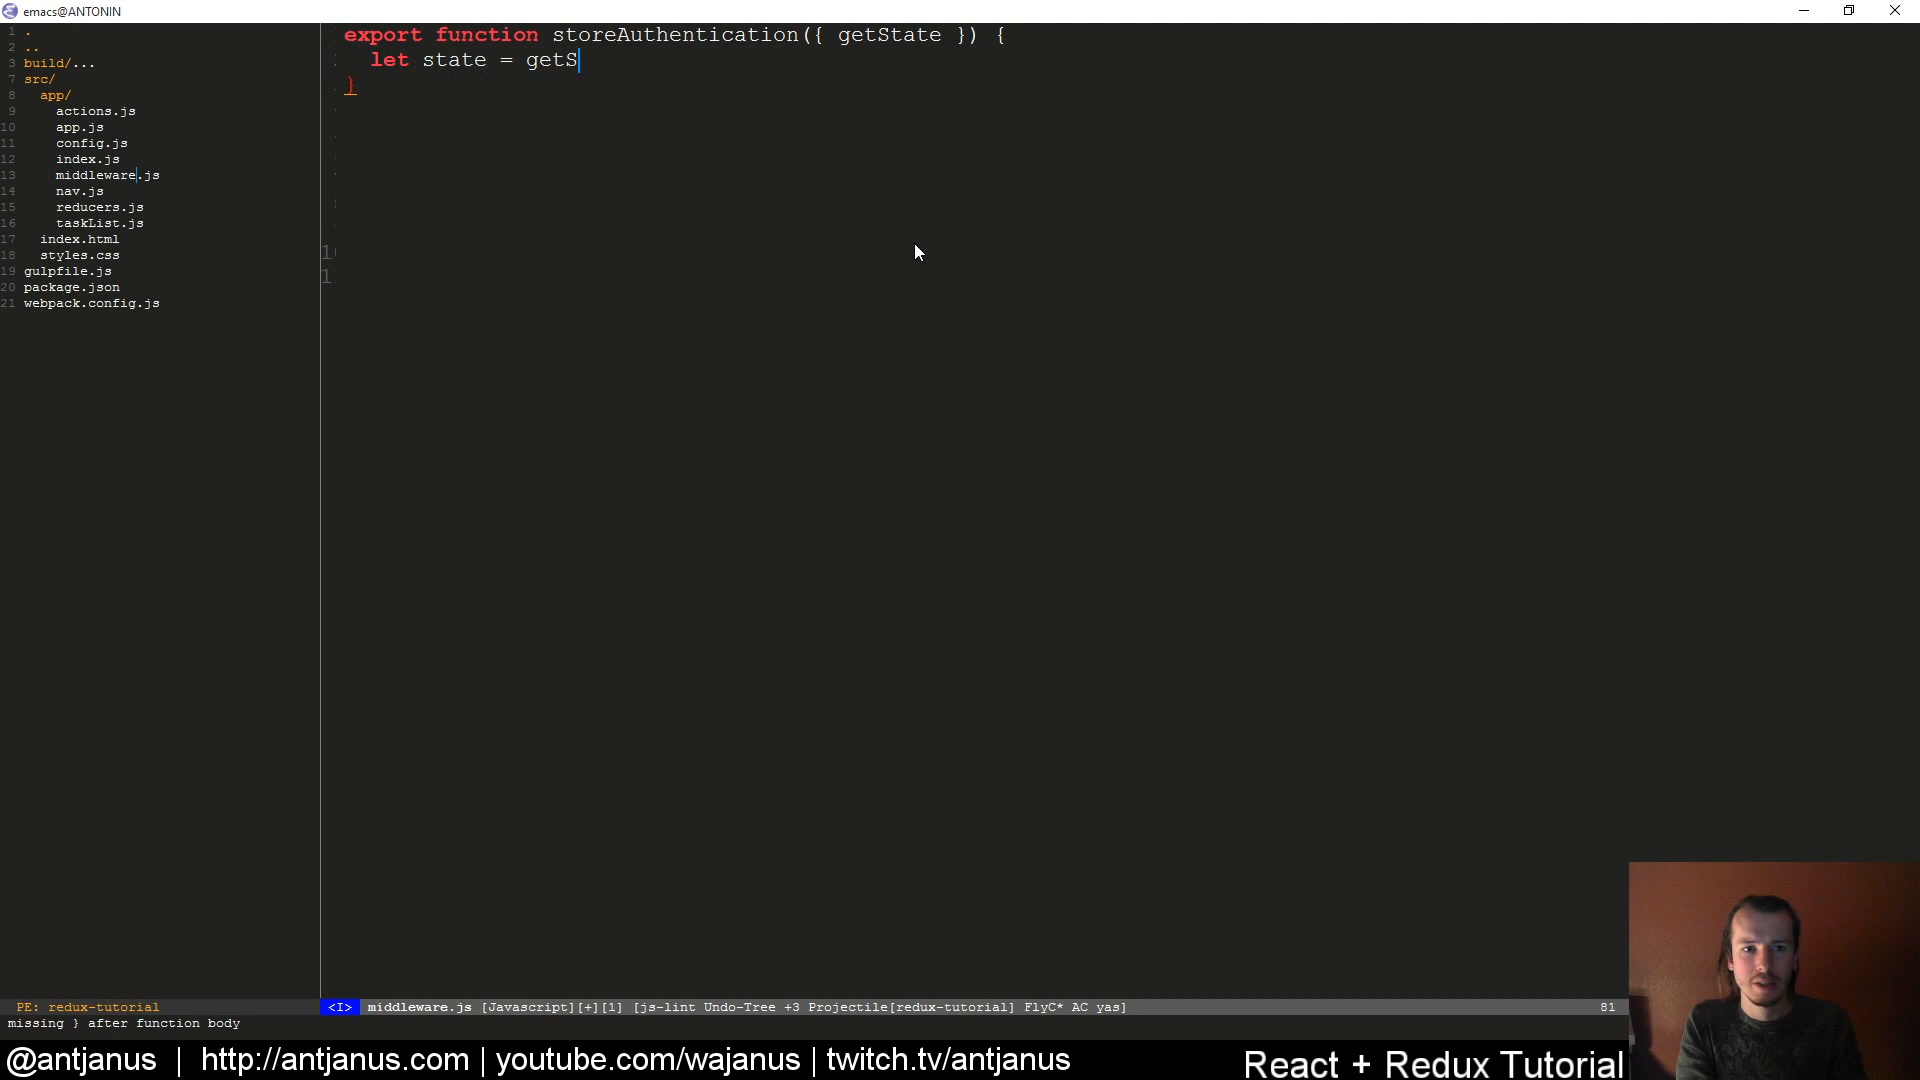 emacs@ANTONIN
1 .
2 ..
3 build/...
7 src/
8 app/
9 actions.js
10 app.js
11 config.js
12 index.js
13 middleware.js
14 nav.js
15 reducers.js
16 taskList.js
17 index.html
18 styles.css
19 gulpfile.js
20 package.json
21 webpack.config.js
export function storeAuthentication({ getState }) {
let state = getS
}
PE: redux-tutorial
<I> middleware.js [Javascript][+][1] [js-lint Undo-Tree +3 Projectile[redux-tutorial] FlyC* AC yas] 81
missing } after function body
@antjanus | http://antjanus.com | youtube.com/wajanus | twitch.tv/antjanus
React + Redux Tutorial